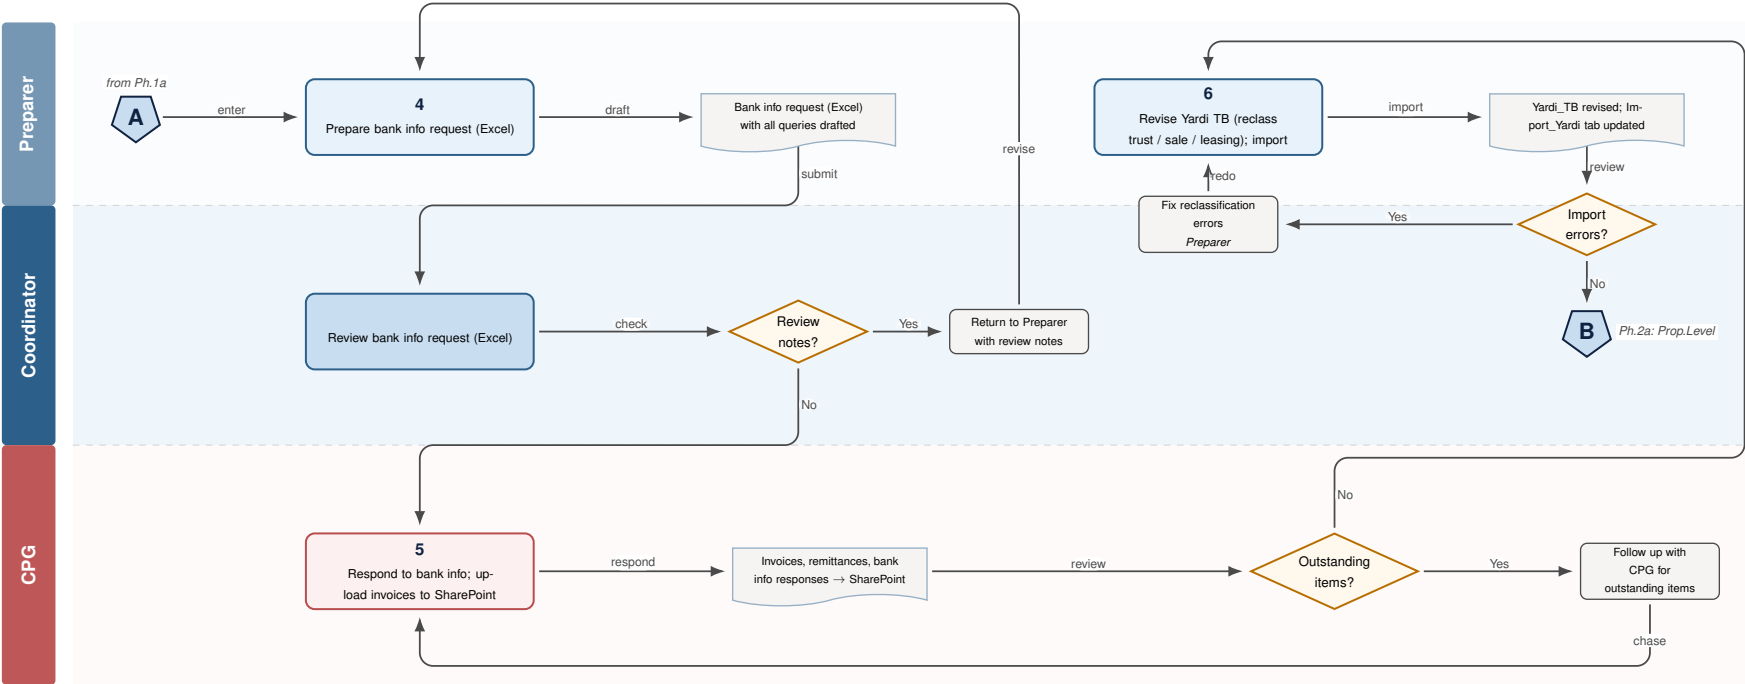 Preparer
from Ph.1a
A
enter
4
Prepare bank info request (Excel)
draft
Bank info request (Excel)
with all queries drafted
submit
revise
6
Revise Yardi TB (reclass
trust / sale / leasing); import
import
Yardi_TB revised; Im-
port_Yardi tab updated
review
redo
Coordinator
Fix reclassification
errors
Preparer
Yes
Import
errors?
No
B
Ph.2a: Prop.Level
Review bank info request (Excel)
check
Review
notes?
Yes
Return to Preparer
with review notes
No
CPG
5
Respond to bank info; up-
load invoices to SharePoint
respond
Invoices, remittances, bank
info responses → SharePoint
review
Outstanding
items?
No
Yes
Follow up with
CPG for
outstanding items
chase